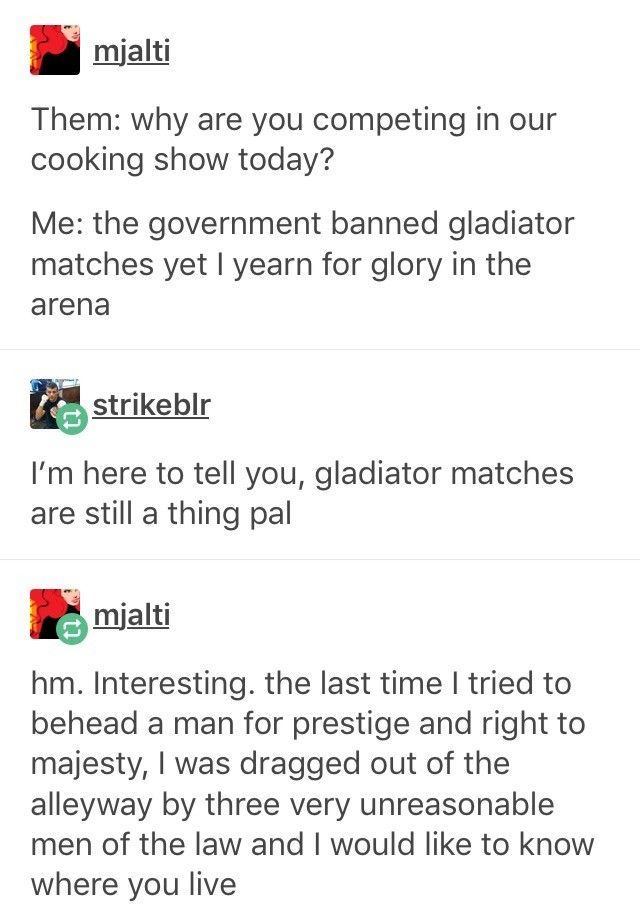 mjalti
Them: why are you competing in our
cooking show today?
Me: the government banned gladiator
matches yet I yearn for glory in the
arena
strikeblr
I’m here to tell you, gladiator matches
are still a thing pal
mjalti
hm. Interesting. the last time I tried to
behead a man for prestige and right to
majesty, I was dragged out of the
alleyway by three very unreasonable
men of the law and I would like to know
where you live